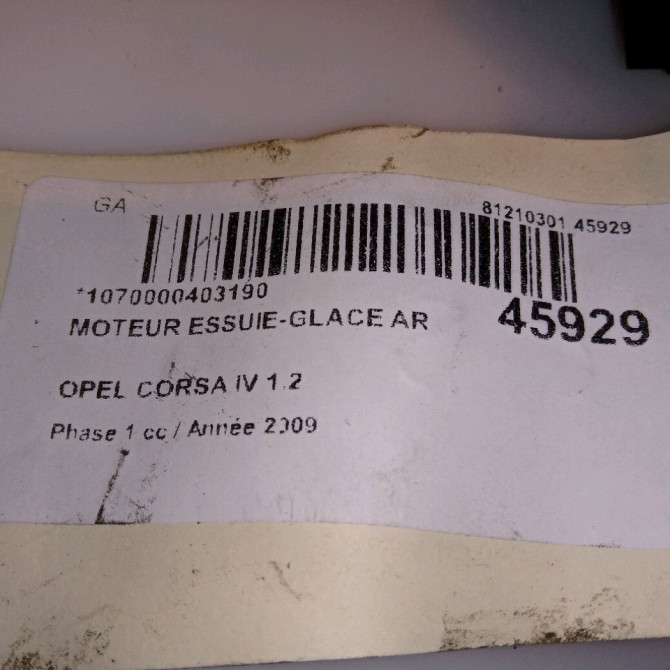 GA
81210301 45929
*1070000403190
MOTEUR ESSUIE-GLACE AR
45929
OPEL CORSA IV 1.2
Phase 1 cc / Année 2009